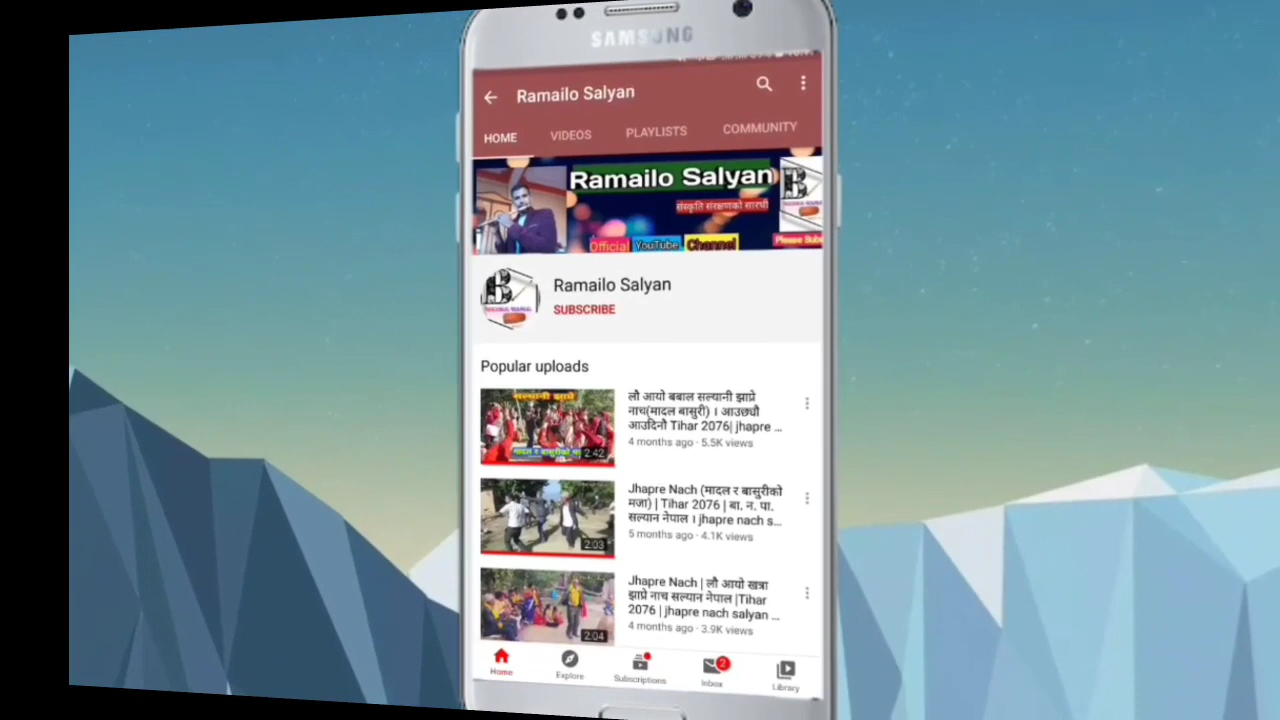 SAMSUNG
Ramailo Salyan
HOME VIDEOS PLAYLISTS COMMUNITY
Ramailo Salyan
संस्कृति संरक्षणको सारथी
Official YouTube Channel
Please Subs
Ramailo Salyan
SUBSCRIBE
Popular uploads
सल्यानी झाप्रे
2:42
लौ आयो बबाल सल्यानी झाप्रे
नाच(मादल बासुरी) । आउछ्यौ
आउदिनौ Tihar 2076| jhapre ...
4 months ago · 5.5K views
2:03
Jhapre Nach (मादल र बासुरीको
मजा) | Tihar 2076 | बा. न. पा.
सल्यान नेपाल । jhapre nach s...
5 months ago · 4.1K views
2:04
Jhapre Nach | लौ आयो खत्रा
झाप्रे नाच सल्यान नेपाल |Tihar
2076 | jhapre nach salyan ...
4 months ago · 3.9K views
2
Home Explore Subscriptions Inbox Library